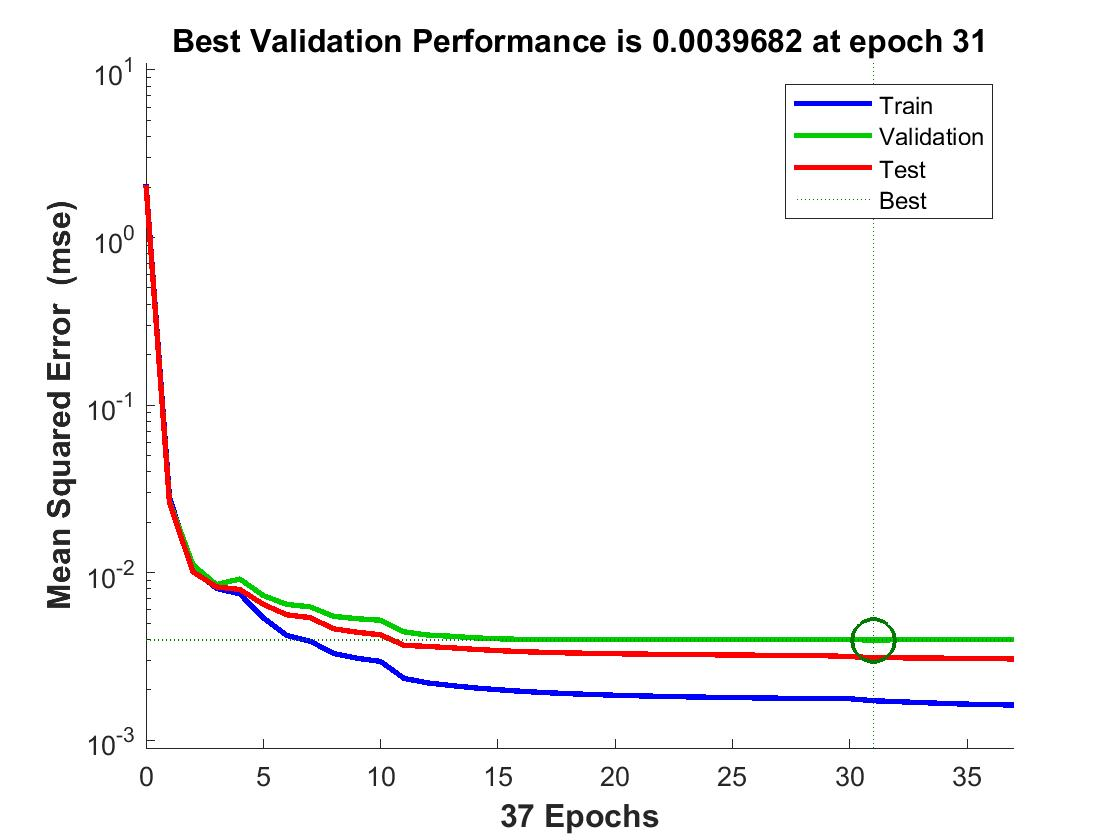 Best Validation Performance is 0.0039682 at epoch 31
10^1
10^0
10^-1
10^-2
10^-3
Mean Squared Error (mse)
Train
Validation
Test
Best
0 5 10 15 20 25 30 35
37 Epochs